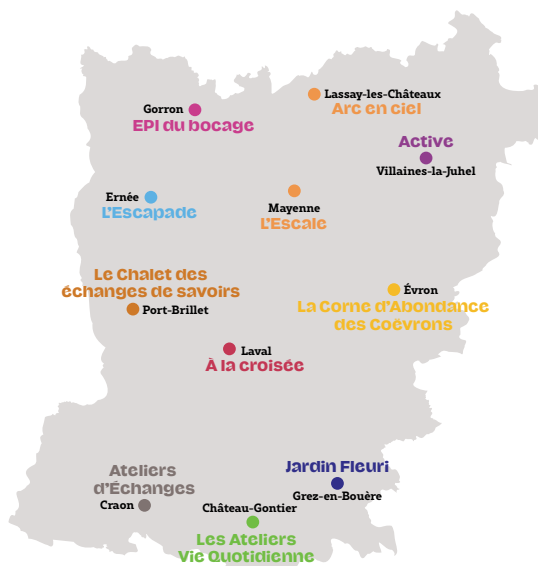 Lassay-les-Châteaux
Arc en ciel
Gorron
EPI du bocage
Active
Villaines-la-Juhel
Ernée
L'Escapade
Mayenne
L'Escale
Le Chalet des
échanges de savoirs
Port-Brillet
Évron
La Corne d'Abondance
des Coëvrons
Laval
À la croisée
Jardin Fleuri
Grez-en-Bouère
Ateliers
d'Échanges
Craon
Château-Gontier
Les Ateliers
Vie Quotidienne